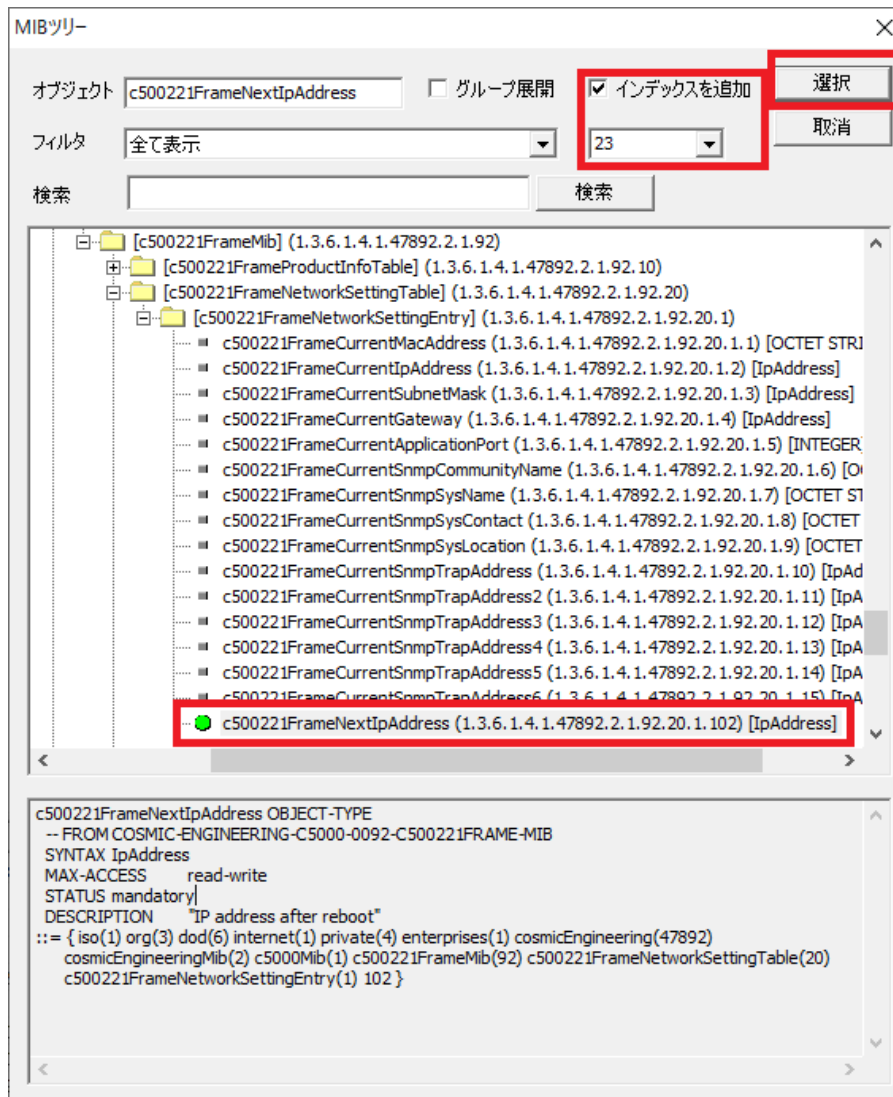 MIBツリー
オブジェクト c500221FrameNextIpAddress グループ展開 インデックスを追加 選択
フィルタ 全て表示 23 取消
検索 検索
[c500221FrameMib] (1.3.6.1.4.1.47892.2.1.92)
[c500221FrameProductInfoTable] (1.3.6.1.4.1.47892.2.1.92.10)
[c500221FrameNetworkSettingTable] (1.3.6.1.4.1.47892.2.1.92.20)
[c500221FrameNetworkSettingEntry] (1.3.6.1.4.1.47892.2.1.92.20.1)
c500221FrameCurrentMacAddress (1.3.6.1.4.1.47892.2.1.92.20.1.1) [OCTET STRI
c500221FrameCurrentIpAddress (1.3.6.1.4.1.47892.2.1.92.20.1.2) [IpAddress]
c500221FrameCurrentSubnetMask (1.3.6.1.4.1.47892.2.1.92.20.1.3) [IpAddress]
c500221FrameCurrentGateway (1.3.6.1.4.1.47892.2.1.92.20.1.4) [IpAddress]
c500221FrameCurrentApplicationPort (1.3.6.1.4.1.47892.2.1.92.20.1.5) [INTEGER]
c500221FrameCurrentSnmpCommunityName (1.3.6.1.4.1.47892.2.1.92.20.1.6) [O
c500221FrameCurrentSnmpSysName (1.3.6.1.4.1.47892.2.1.92.20.1.7) [OCTET ST
c500221FrameCurrentSnmpSysContact (1.3.6.1.4.1.47892.2.1.92.20.1.8) [OCTET
c500221FrameCurrentSnmpSysLocation (1.3.6.1.4.1.47892.2.1.92.20.1.9) [OCTET
c500221FrameCurrentSnmpTrapAddress (1.3.6.1.4.1.47892.2.1.92.20.1.10) [IpAd
c500221FrameCurrentSnmpTrapAddress2 (1.3.6.1.4.1.47892.2.1.92.20.1.11) [IpA
c500221FrameCurrentSnmpTrapAddress3 (1.3.6.1.4.1.47892.2.1.92.20.1.12) [IpA
c500221FrameCurrentSnmpTrapAddress4 (1.3.6.1.4.1.47892.2.1.92.20.1.13) [IpA
c500221FrameCurrentSnmpTrapAddress5 (1.3.6.1.4.1.47892.2.1.92.20.1.14) [IpA
c500221FrameCurrentSnmpTrapAddress6 (1.3.6.1.4.1.47892.2.1.92.20.1.15) [IpA
c500221FrameNextIpAddress (1.3.6.1.4.1.47892.2.1.92.20.1.102) [IpAddress]
c500221FrameNextIpAddress OBJECT-TYPE
-- FROM COSMIC-ENGINEERING-C5000-0092-C500221FRAME-MIB
SYNTAX IpAddress
MAX-ACCESS read-write
STATUS mandatory
DESCRIPTION "IP address after reboot"
::= { iso(1) org(3) dod(6) internet(1) private(4) enterprises(1) cosmicEngineering(47892)
cosmicEngineeringMib(2) c5000Mib(1) c500221FrameMib(92) c500221FrameNetworkSettingTable(20)
c500221FrameNetworkSettingEntry(1) 102 }